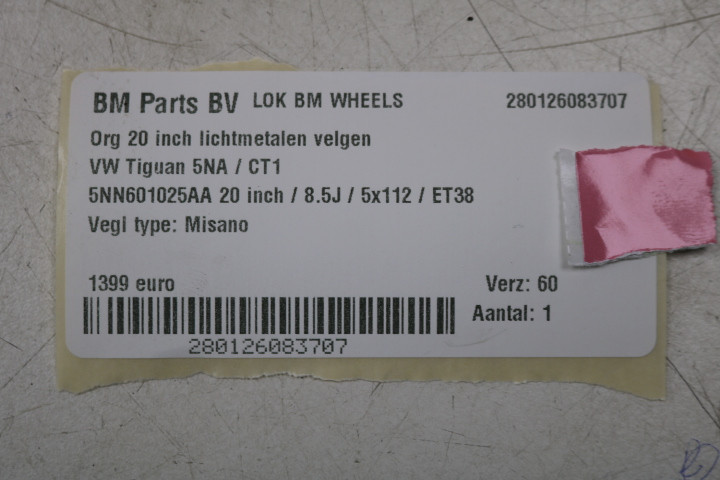 BM Parts BV LOK BM WHEELS 280126083707
Org 20 inch lichtmetalen velgen
VW Tiguan 5NA / CT1
5NN601025AA 20 inch / 8.5J / 5x112 / ET38
Vegl type: Misano
1399 euro Verz: 60
Aantal: 1
280126083707